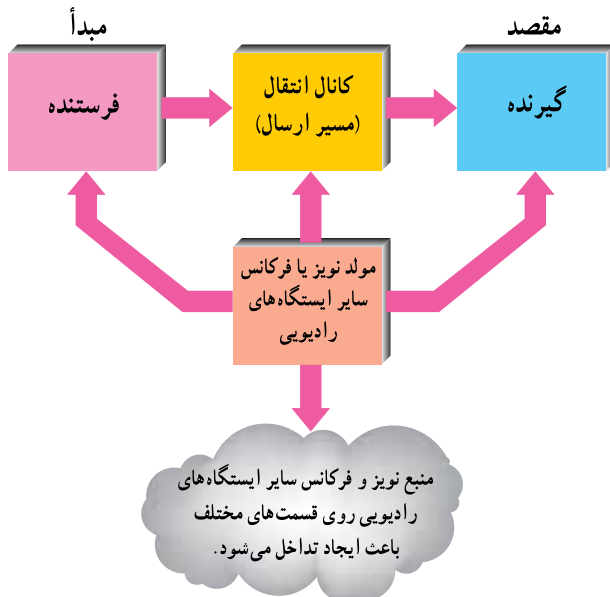 مبدأ
مقصد
فرستنده
کانال انتقال
(مسیر ارسال)
گیرنده
مولد نویز یا فرکانس
سایر ایستگاه‌های
رادیویی
منبع نویز و فرکانس سایر ایستگاه‌های
رادیویی روی قسمت‌های مختلف
باعث ایجاد تداخل می‌شود.